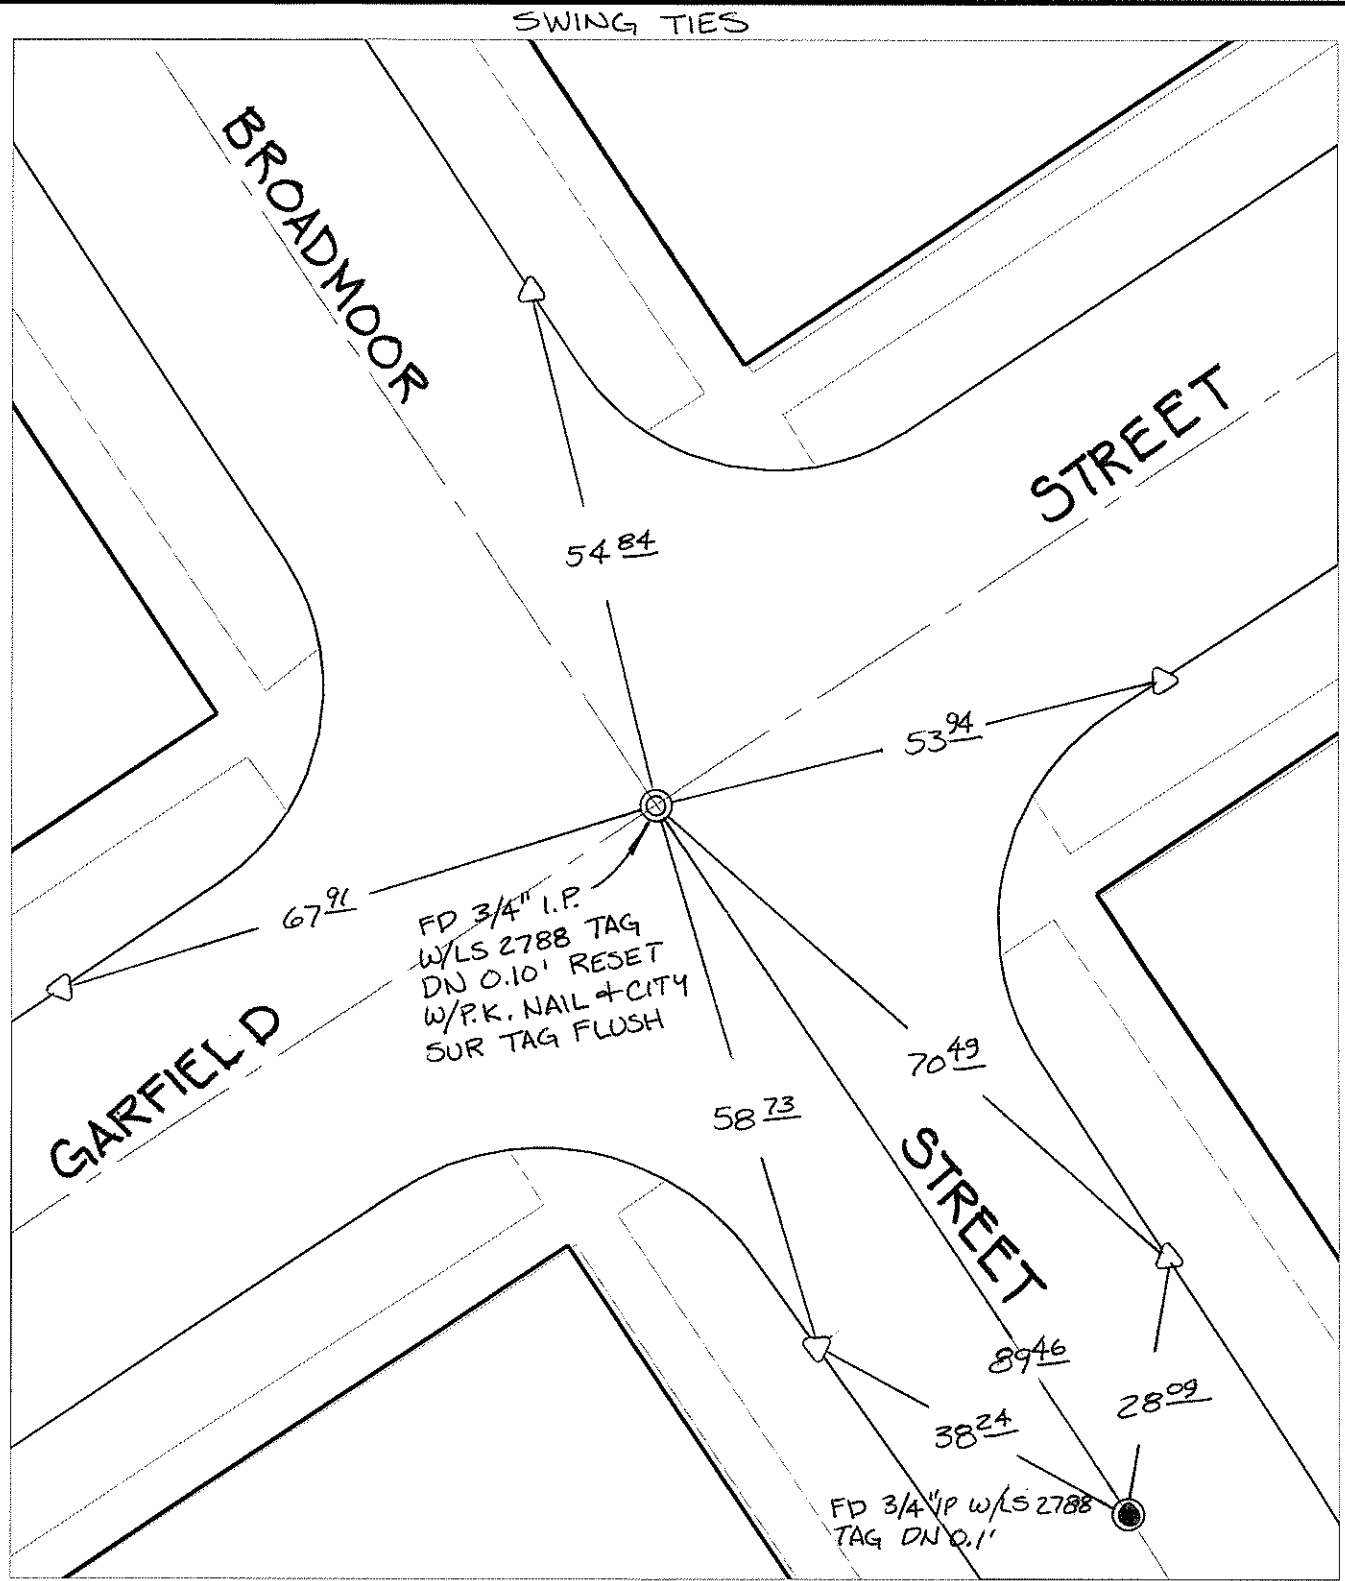 SWING TIES
BROADMOOR
STREET
54 84
53 94
67 91
FD 3/4" I.P.
W/LS 2788 TAG
DN 0.10' RESET
W/P.K. NAIL & CITY
SUR TAG FLUSH
GARFIELD
70 49
58 73
STREET
89 46
28 09
38 24
FD 3/4" IP W/LS 2788
TAG DN 0.1'